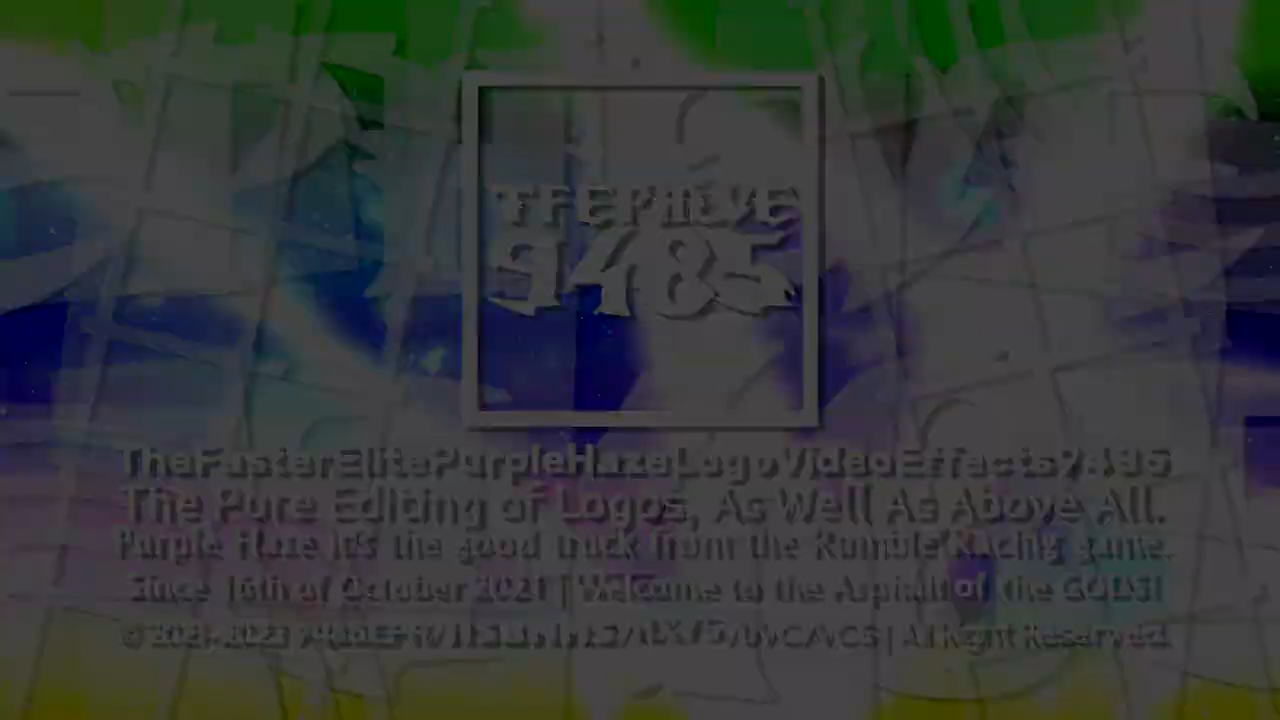 TFEPHLVE
9485
TheFasterElitePurpleHazeLogoVideoEffects9485
The Pure Editing of Logos, As Well As Above All.
Purple Haze it's the good truck from the Rumble Racing game.
Since 16th of October 2021 | Welcome to the Asphalt of the GODS!
© 2021-2023 | All Right Reserved.